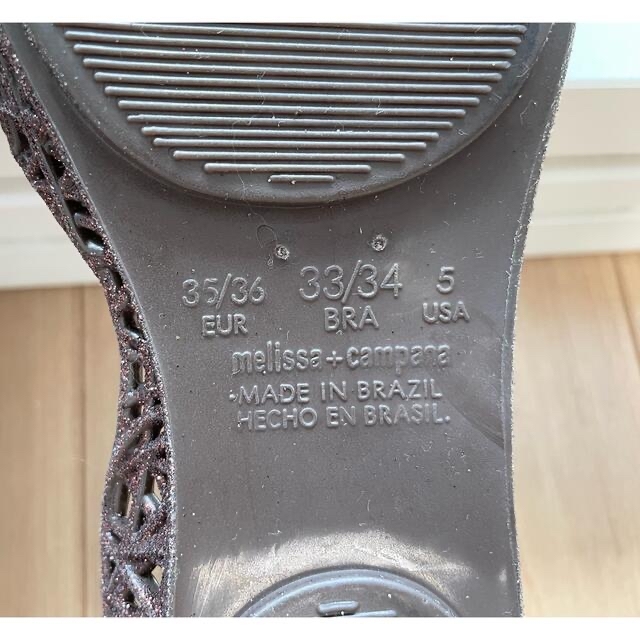 35/36 33/34 5
EUR BRA USA
melissa+campana
MADE IN BRAZIL
HECHO EN BRASIL.